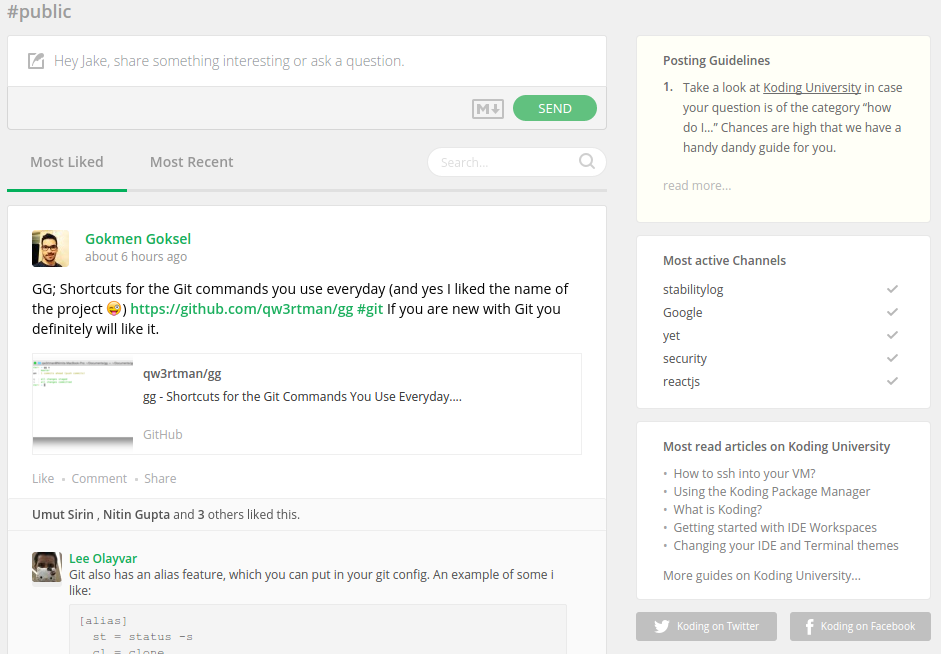 #public
Hey Jake, share something interesting or ask a question.
M
SEND
Most Liked
Most Recent
Search...
Gokmen Goksel
about 6 hours ago
GG; Shortcuts for the Git commands you use everyday (and yes I liked the name of
the project 😜) https://github.com/qw3rtman/gg #git If you are new with Git you
definitely will like it.
qw3rtman/gg
gg - Shortcuts for the Git Commands You Use Everyday....
GitHub
Like • Comment • Share
Umut Sirin , Nitin Gupta and 3 others liked this.
Lee Olayvar
Git also has an alias feature, which you can put in your git config. An example of some i
like:
[alias]
st = status -s
cl = clone
Posting Guidelines
1. Take a look at Koding University in case
your question is of the category “how
do I...” Chances are high that we have a
handy dandy guide for you.
read more...
Most active Channels
stabilitylog
Google
yet
security
reactjs
Most read articles on Koding University
• How to ssh into your VM?
• Using the Koding Package Manager
• What is Koding?
• Getting started with IDE Workspaces
• Changing your IDE and Terminal themes
More guides on Koding University...
Koding on Twitter
Koding on Facebook